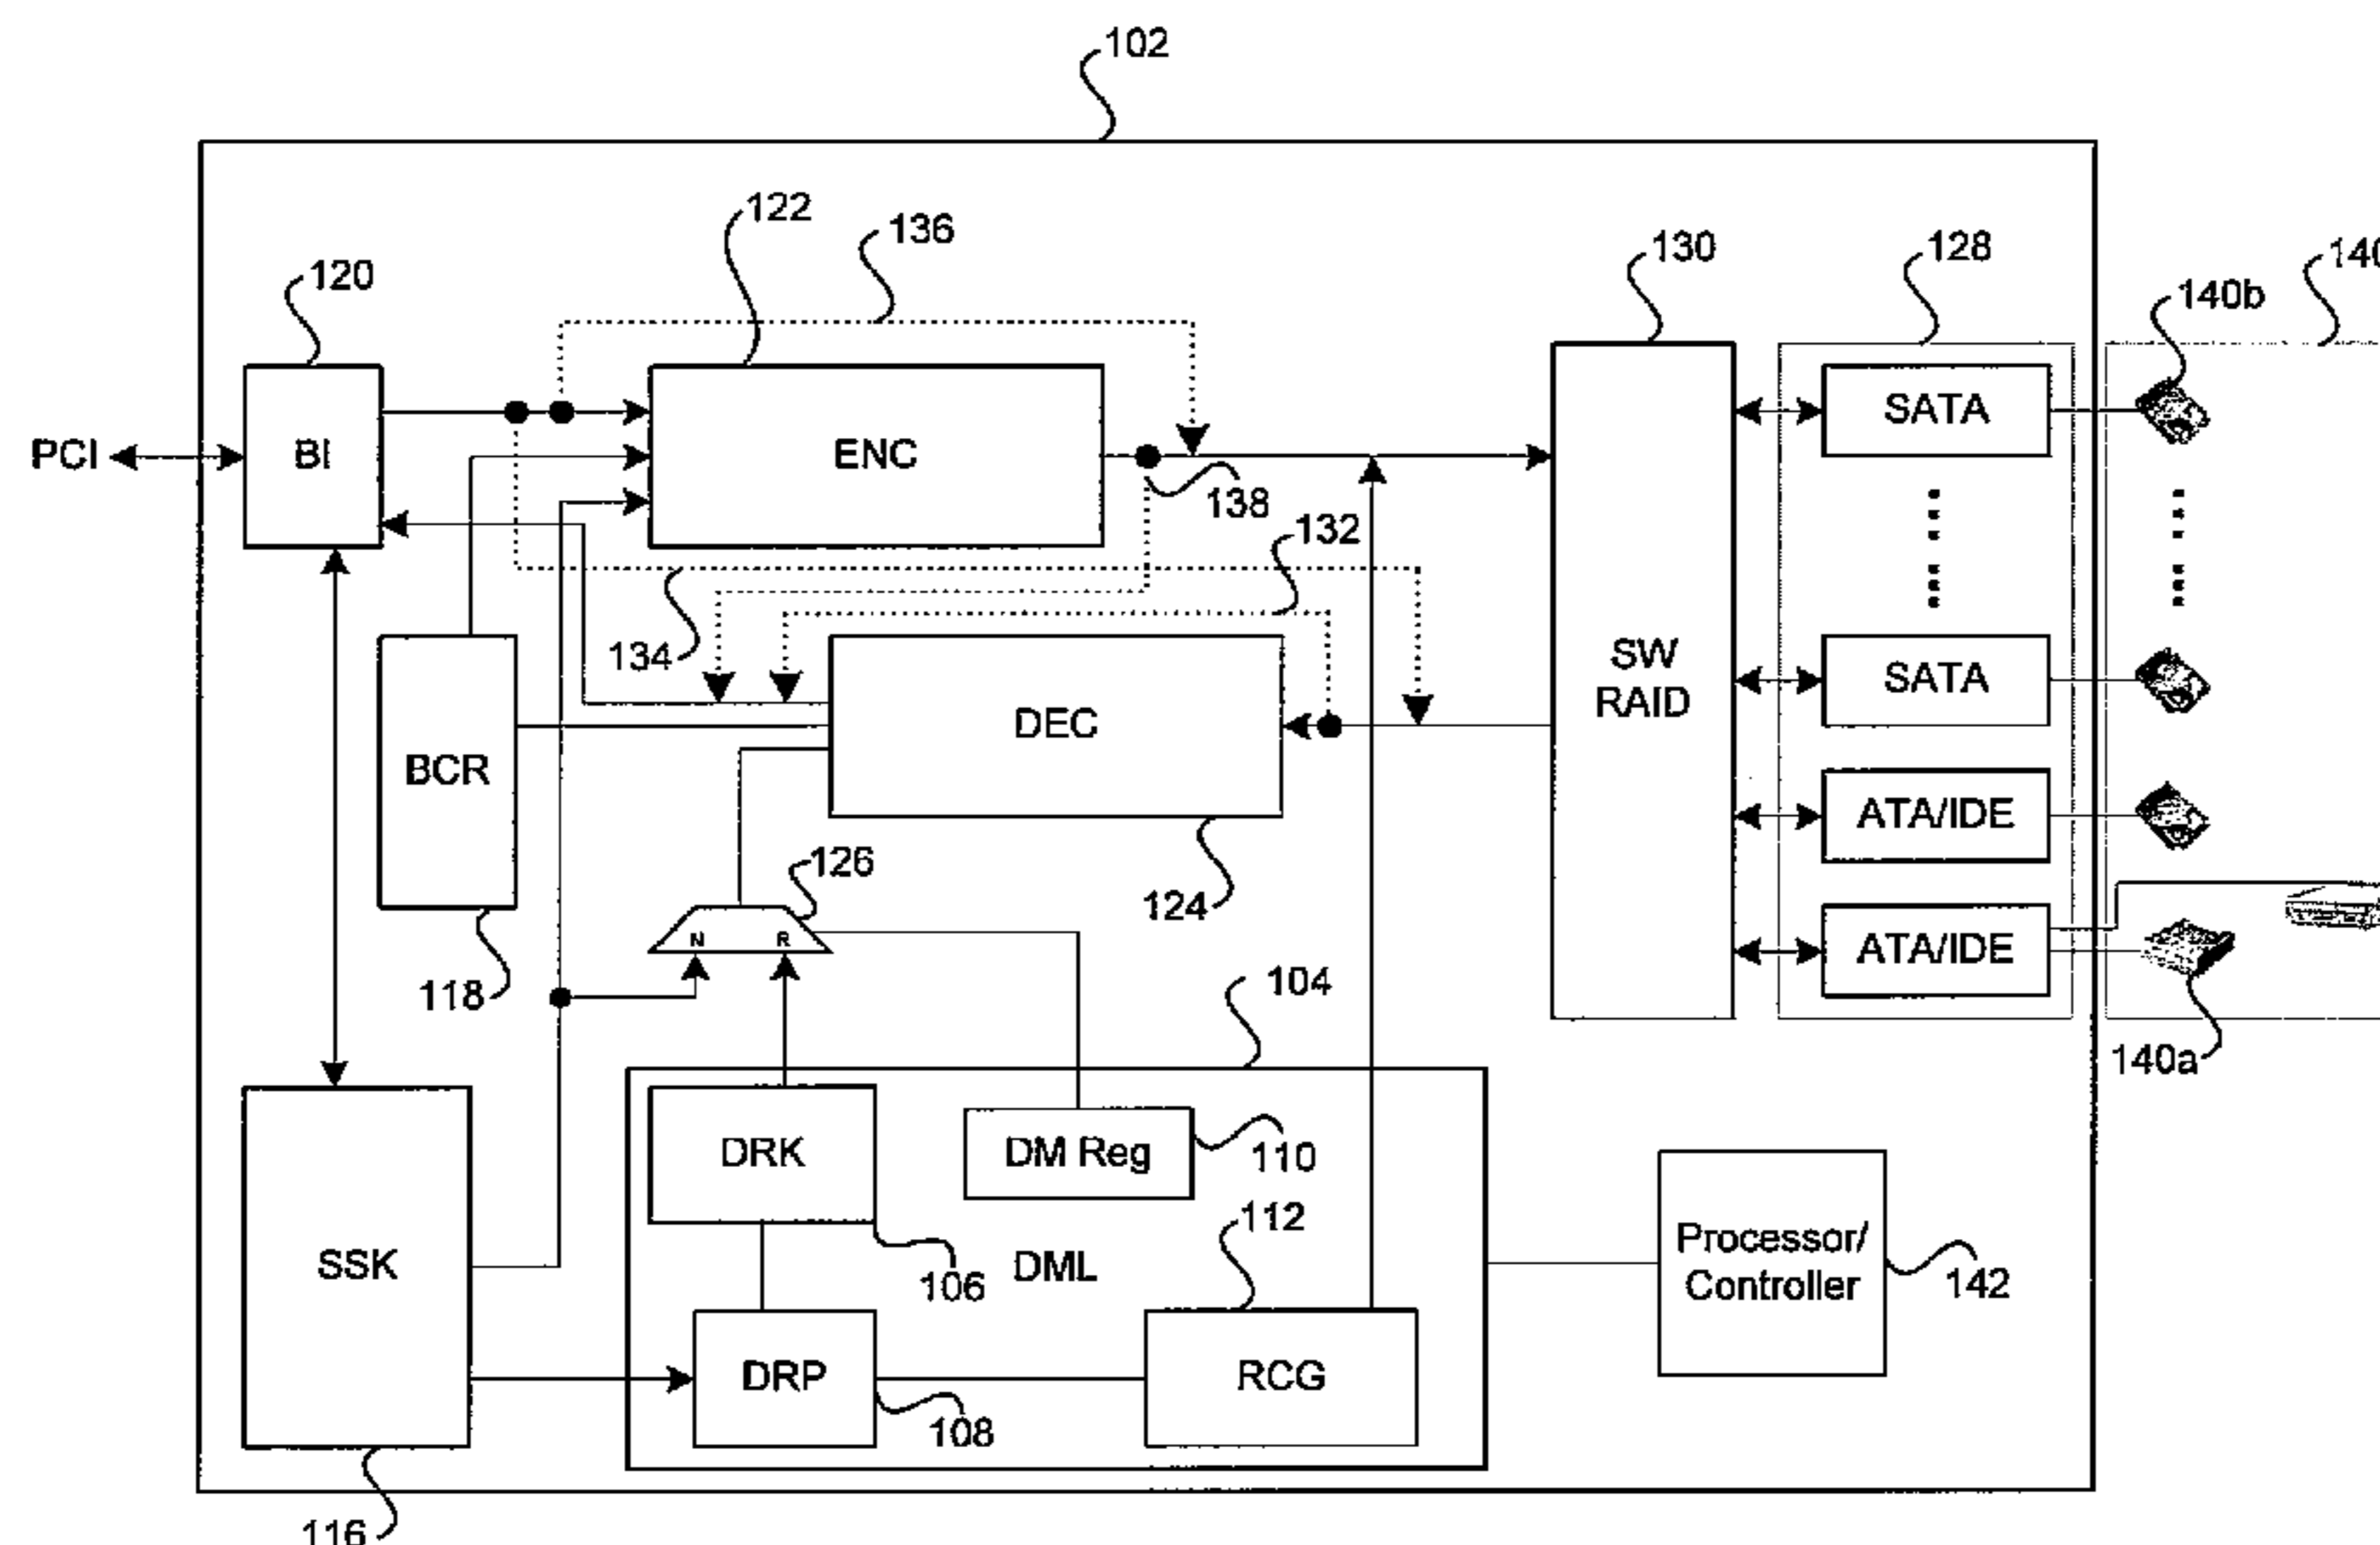 102
122
136
120
130
128
140
140b
PCI
BI
ENC
SATA
138
132
134
SW
RAID
SATA
BCR
DEC
ATA/IDE
126
124
N R
ATA/IDE
118
104
140a
DRK
DM Reg
110
112
Processor/
Controller
SSK
106
DML
142
DRP
RCG
108
116